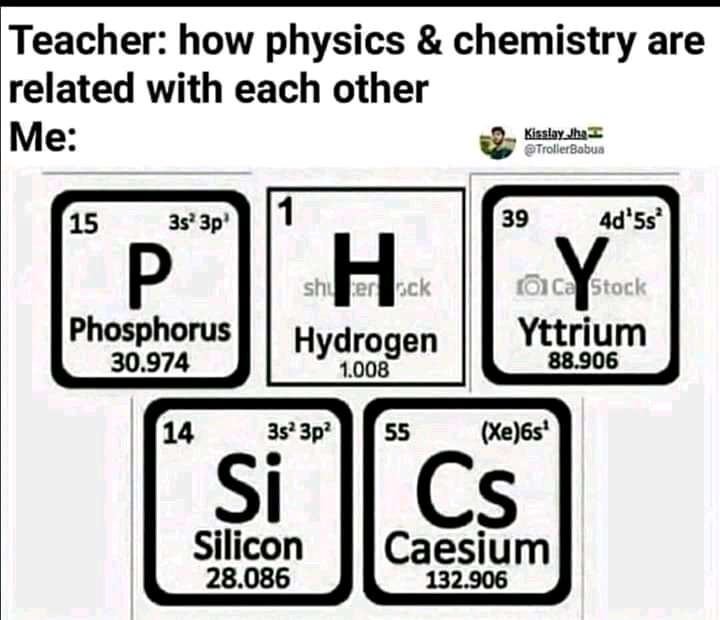 Teacher: how physics & chemistry are
related with each other
Me:
Kisslay Jha
@TrollerBabua
15 3s² 3p³
P
Phosphorus
30.974
1
H
Hydrogen
1.008
39 4d¹5s²
Y
Ca Stock
Yttrium
88.906
14 3s² 3p²
Si
Silicon
28.086
55 (Xe)6s¹
Cs
Caesium
132.906